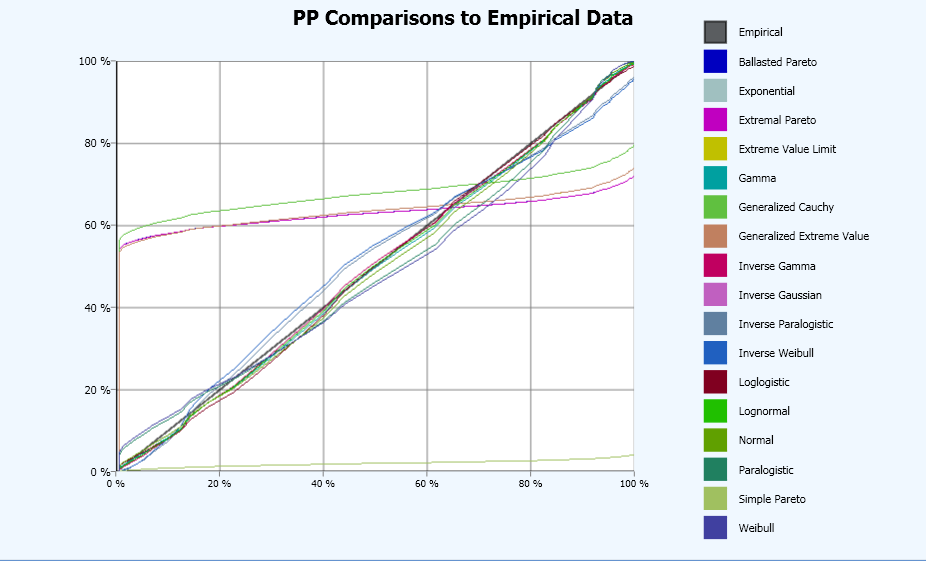 PP Comparisons to Empirical Data
100 %
80 %
60 %
40 %
20 %
0 %
0 %
20 %
40 %
60 %
80 %
100 %
Empirical
Ballasted Pareto
Exponential
Extremal Pareto
Extreme Value Limit
Gamma
Generalized Cauchy
Generalized Extreme Value
Inverse Gamma
Inverse Gaussian
Inverse Paralogistic
Inverse Weibull
Loglogistic
Lognormal
Normal
Paralogistic
Simple Pareto
Weibull